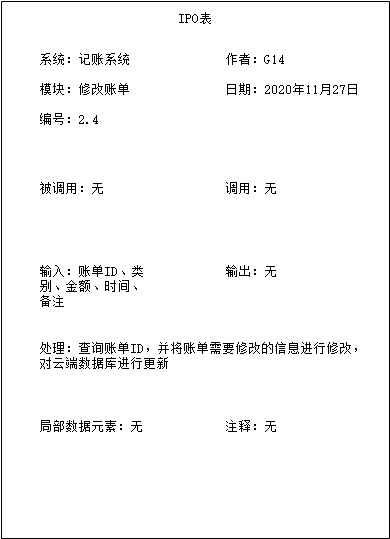 IPO表
系统：记账系统 作者：G14
模块：修改账单 日期：2020年11月27日
编号：2.4
被调用：无 调用：无
输入：账单ID、类 输出：无
别、金额、时间、
备注
处理：查询账单ID，并将账单需要修改的信息进行修改，
对云端数据库进行更新
局部数据元素：无 注释：无